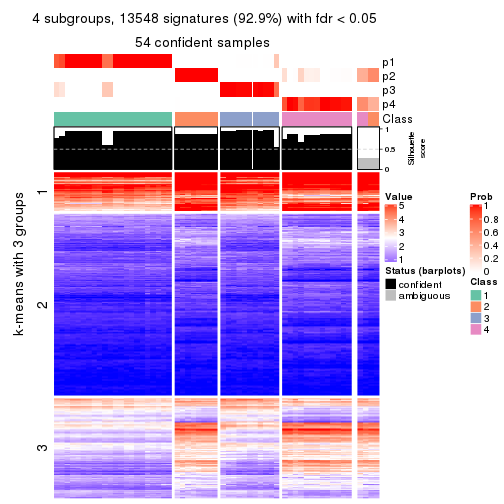 4 subgroups, 13548 signatures (92.9%) with fdr < 0.05
54 confident samples
p1
p2
p3
p4
Class
1
0.5
0
Silhouette
score
k-means with 3 groups
1
2
3
Value
5
4
3
2
1
Status (barplots)
confident
ambiguous
Prob
1
0.8
0.6
0.4
0.2
0
Class
1
2
3
4